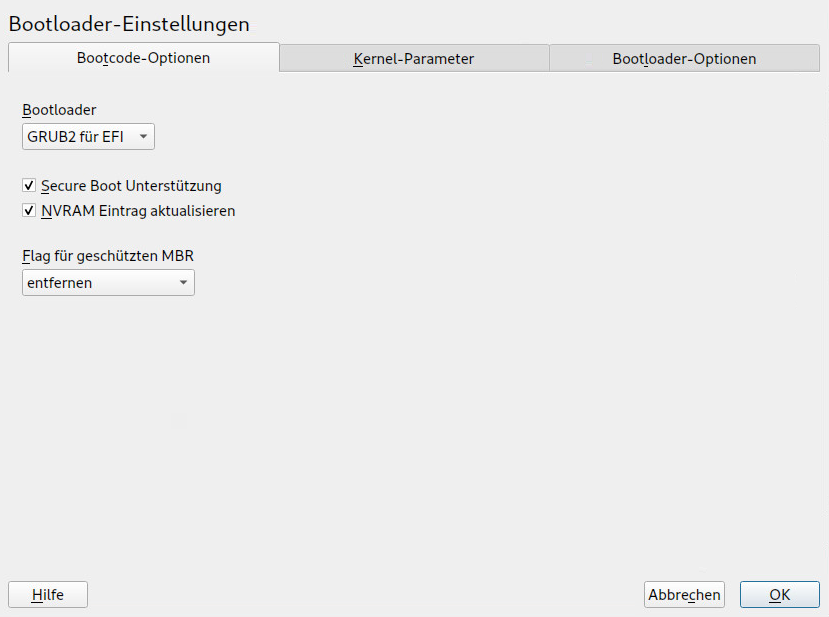 Bootloader-Einstellungen
Bootcode-Optionen
Kernel-Parameter
Bootloader-Optionen
Bootloader
GRUB2 für EFI
Secure Boot Unterstützung
NVRAM Eintrag aktualisieren
Flag für geschützten MBR
entfernen
Hilfe
Abbrechen
OK